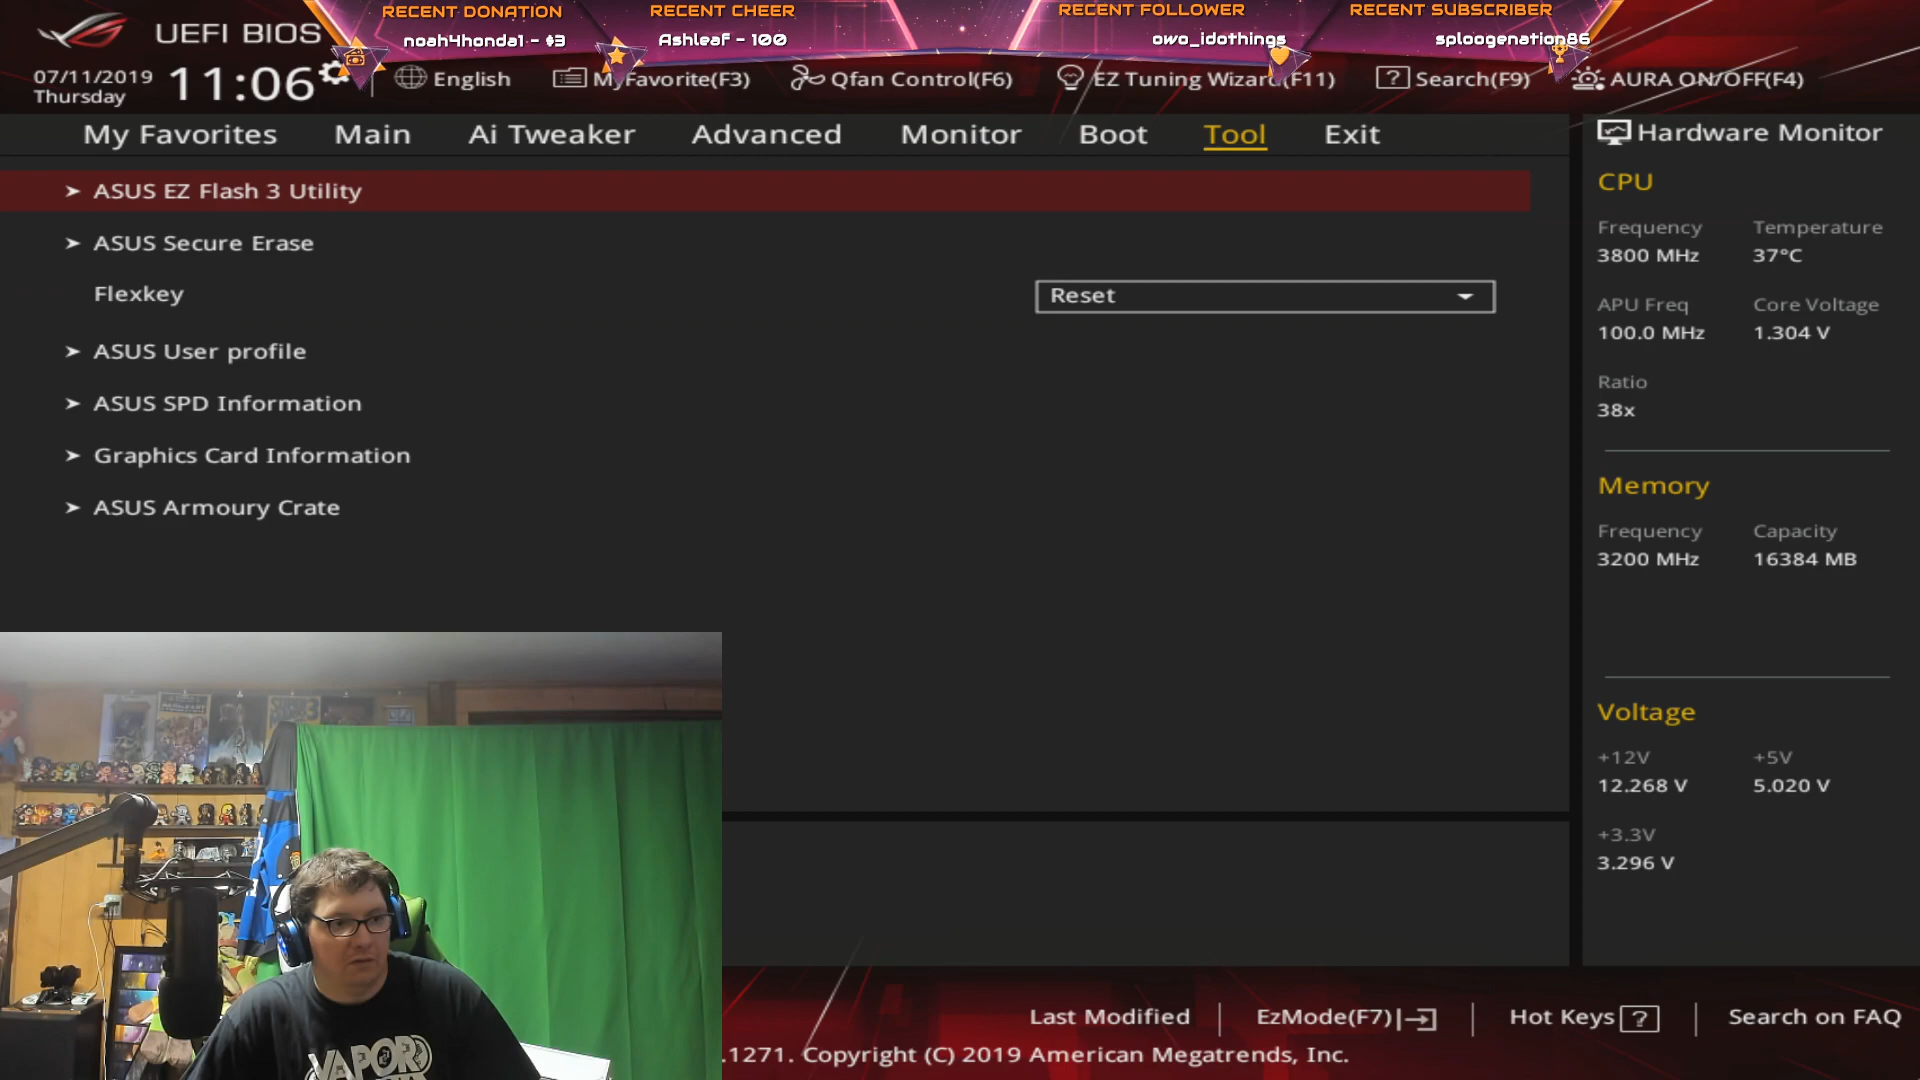 RECENT DONATION
noah4honda1 - $3
RECENT CHEER
Ashleaf - 100
RECENT FOLLOWER
owo_idothings
RECENT SUBSCRIBER
sploogenation86
UEFI BIOS
07/11/2019
Thursday
11:06
English
MyFavorite(F3)
Qfan Control(F6)
EZ Tuning Wizard(F11)
? Search(F9)
AURA ON/OFF(F4)
My Favorites
Main
Ai Tweaker
Advanced
Monitor
Boot
Tool
Exit
ASUS EZ Flash 3 Utility
ASUS Secure Erase
Flexkey
Reset
ASUS User profile
ASUS SPD Information
Graphics Card Information
ASUS Armoury Crate
Hardware Monitor
CPU
Frequency Temperature
3800 MHz 37°C
APU Freq Core Voltage
100.0 MHz 1.304 V
Ratio
38x
Memory
Frequency Capacity
3200 MHz 16384 MB
Voltage
+12V +5V
12.268 V 5.020 V
+3.3V
3.296 V
VAPOR
Last Modified
EzMode(F7)
Hot Keys ?
Search on FAQ
.1271. Copyright (C) 2019 American Megatrends, Inc.